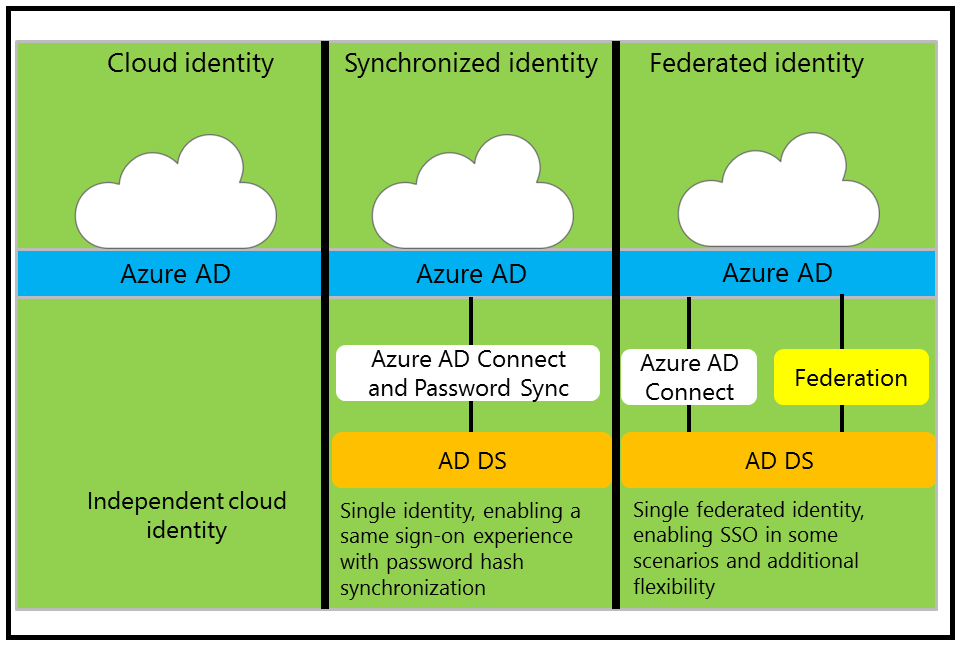 Cloud identity
Azure AD
Independent cloud
identity
Synchronized identity
Azure AD
Azure AD Connect
and Password Sync
AD DS
Single identity, enabling a
same sign-on experience
with password hash
synchronization
Federated identity
Azure AD
Azure AD
Connect
Federation
AD DS
Single federated identity,
enabling SSO in some
scenarios and additional
flexibility